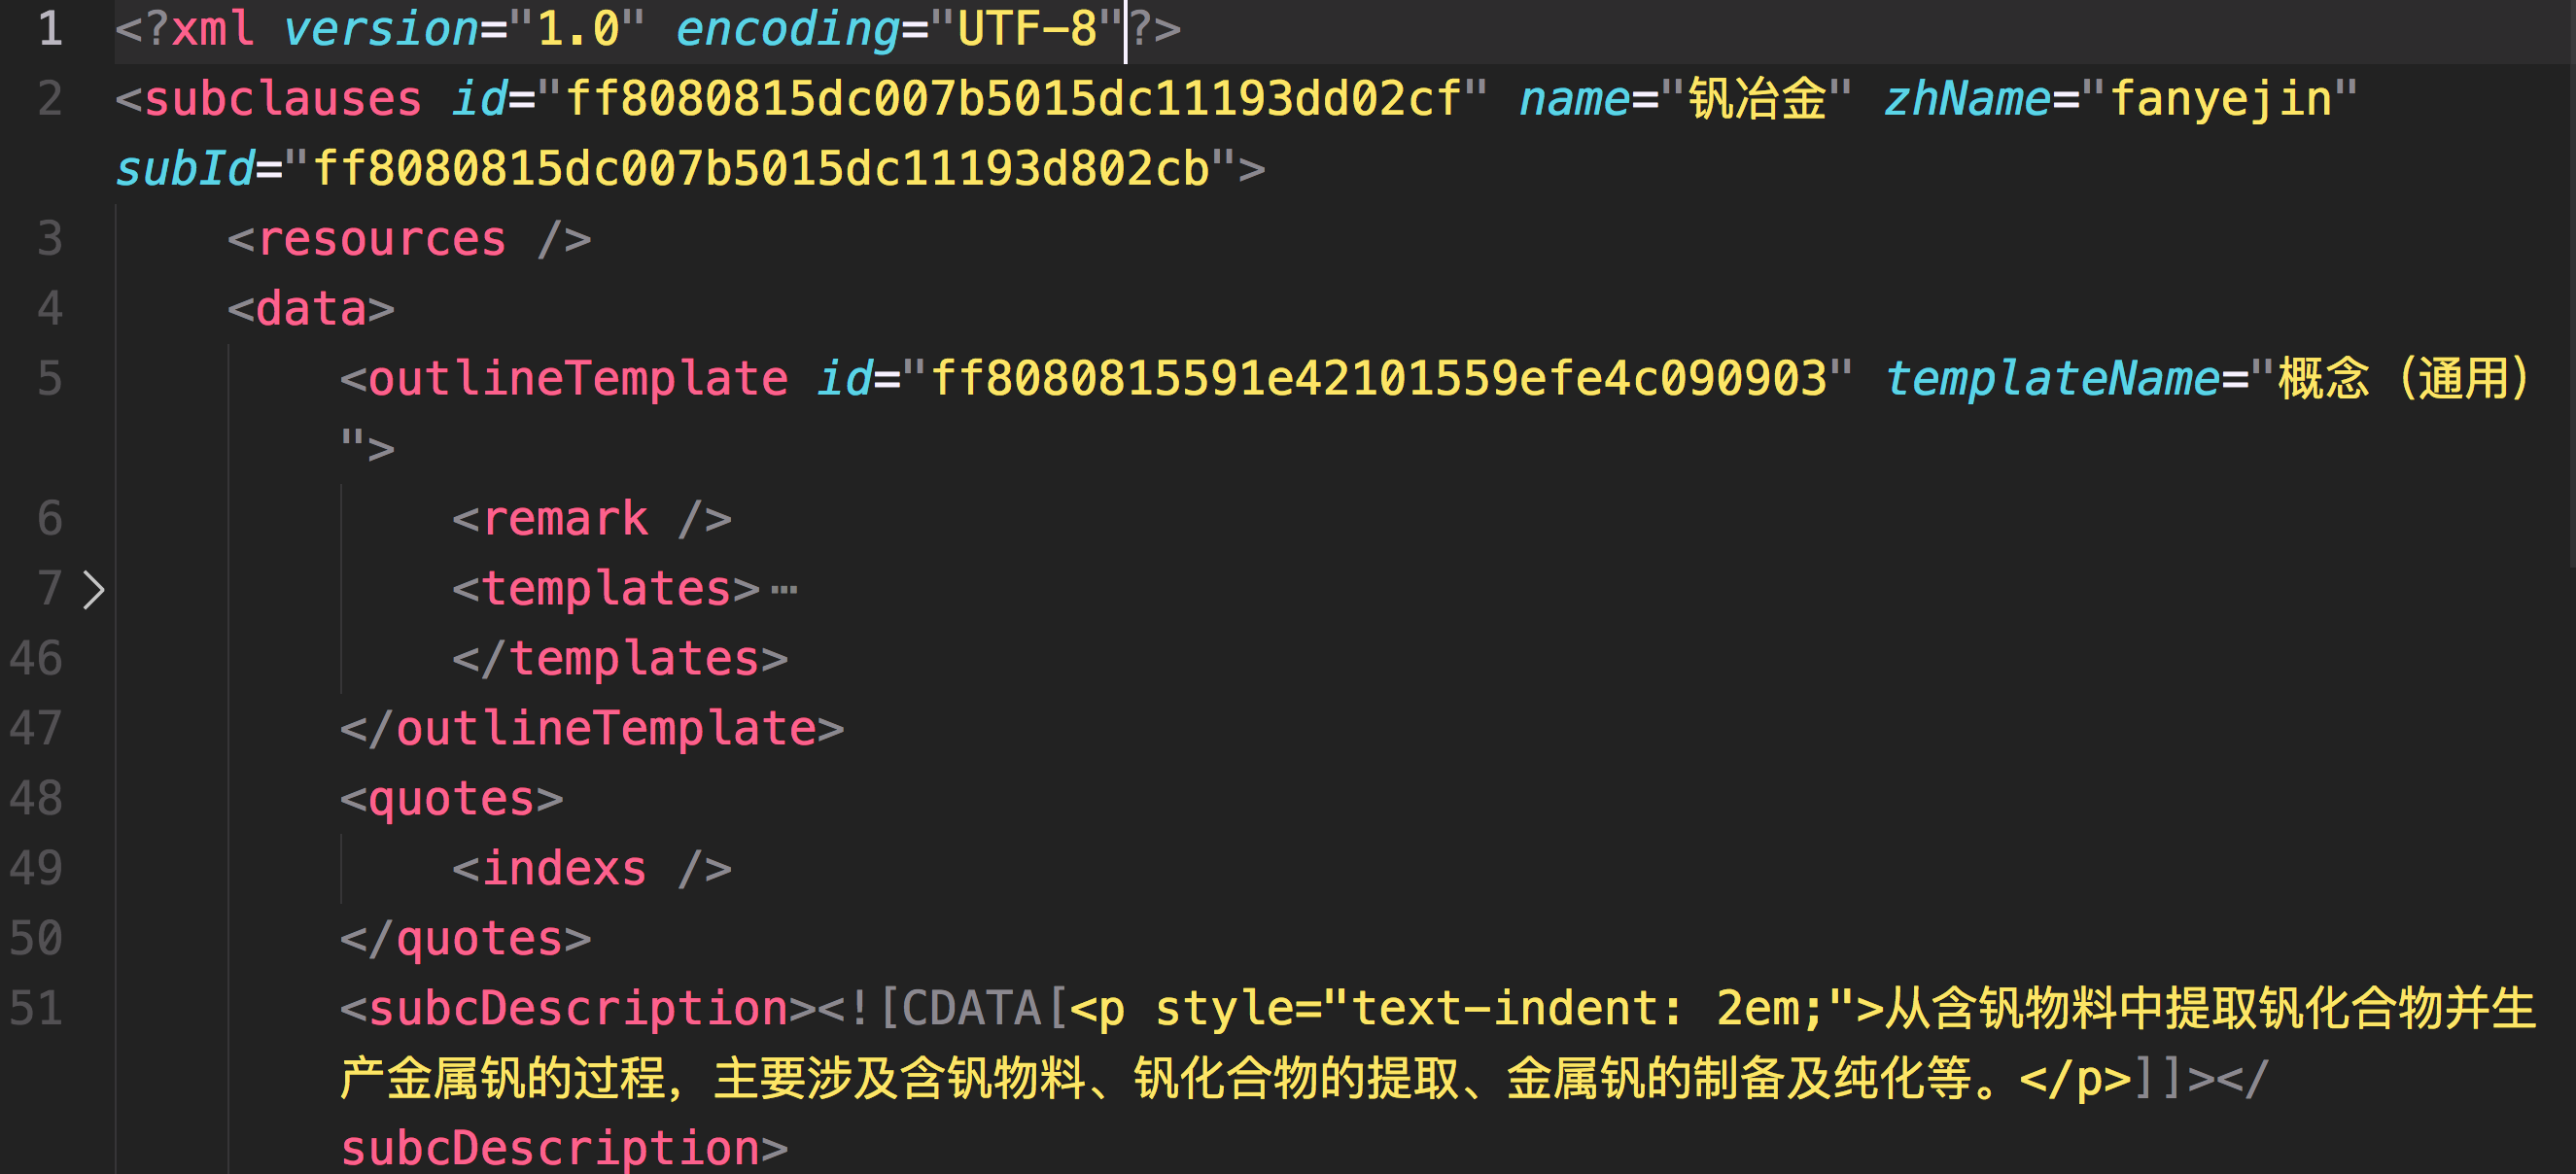 1 <?xml version="1.0" encoding="UTF-8"?>
2 <subclauses id="ff8080815dc007b5015dc11193dd02cf" name="钒冶金" zhName="fanyejin"
subId="ff8080815dc007b5015dc11193d802cb">
3 <resources />
4 <data>
5 <outlineTemplate id="ff8080815591e42101559efe4c090903" templateName="概念（通用）
">
6 <remark />
7 <templates>…
46 </templates>
47 </outlineTemplate>
48 <quotes>
49 <indexs />
50 </quotes>
51 <subcDescription><![CDATA[<p style="text-indent: 2em;">从含钒物料中提取钒化合物并生
产金属钒的过程，主要涉及含钒物料、钒化合物的提取、金属钒的制备及纯化等。</p>]]></
subcDescription>